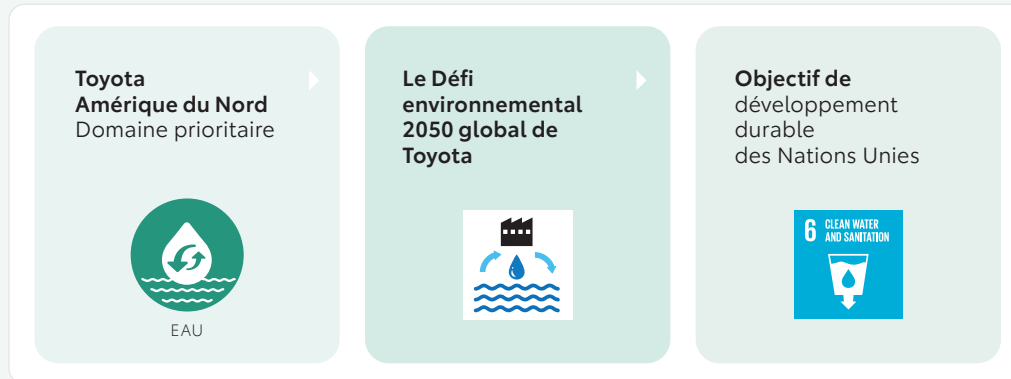 Toyota
Amérique du Nord
Domaine prioritaire
EAU
Le Défi
environnemental
2050 global de
Toyota
Objectif de
développement
durable
des Nations Unies
6 CLEAN WATER
AND SANITATION